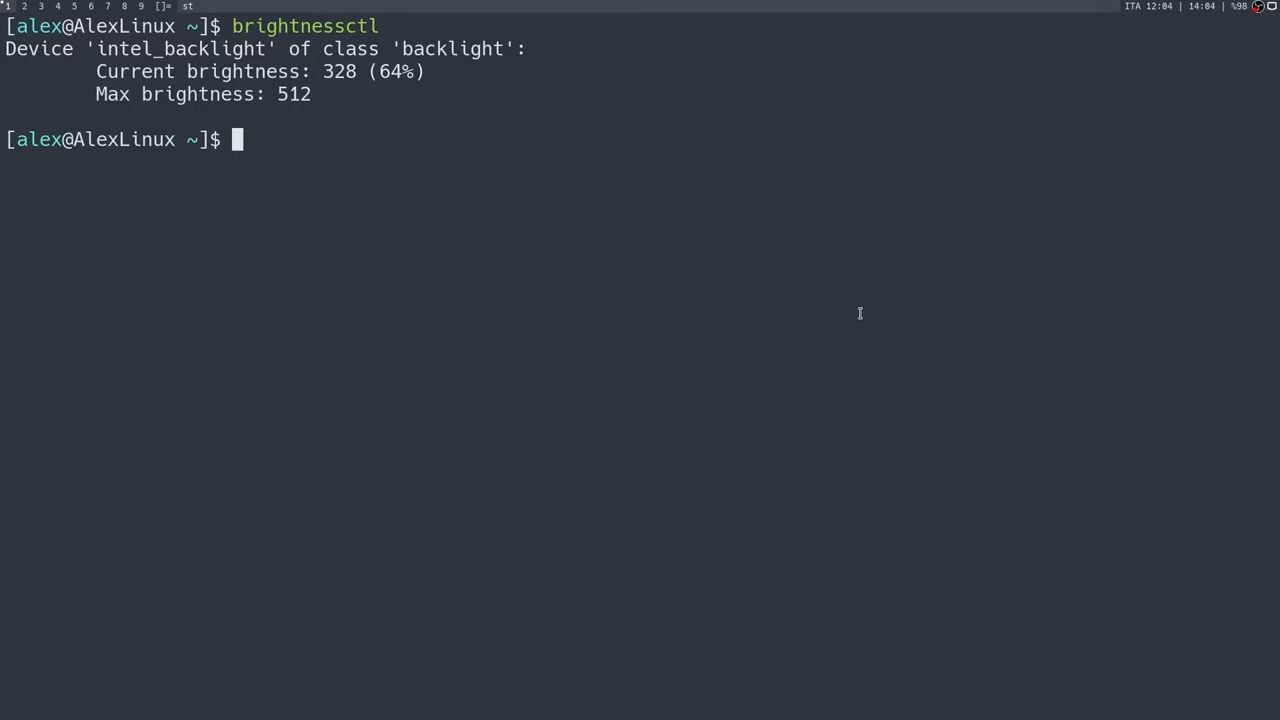 1 2 3 4 5 6 7 8 9 []= st ITA 12:04 | 14:04 | %98
[alex@AlexLinux ~]$ brightnessctl
Device 'intel_backlight' of class 'backlight':
Current brightness: 328 (64%)
Max brightness: 512
[alex@AlexLinux ~]$